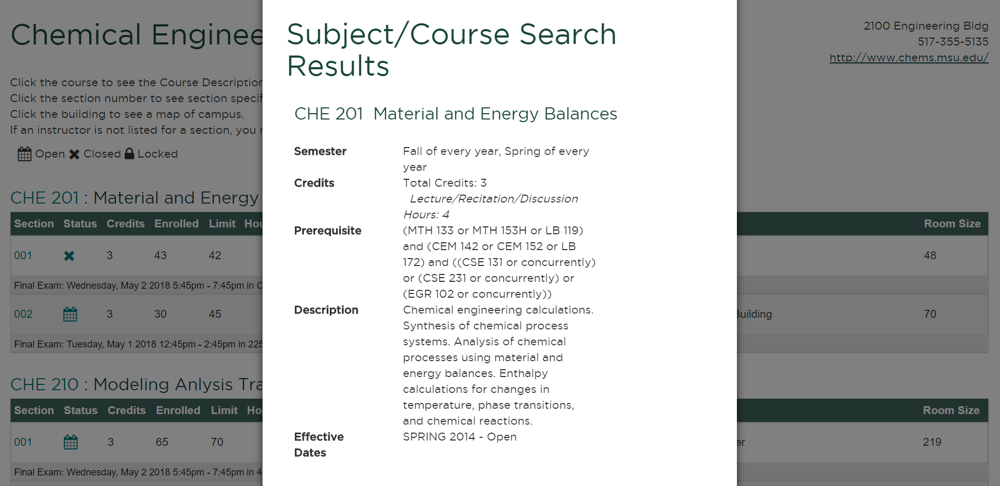 Chemical Enginee
2100 Engineering Bldg
517-355-5135
http://www.chems.msu.edu/
Click the course to see the Course Description
Click the section number to see section specif
Click the building to see a map of campus.
If an instructor is not listed for a section, you
Open Closed Locked
CHE 201 : Material and Energy
Section Status Credits Enrolled Limit Hou Room Size
001 3 43 42 48
Final Exam: Wednesday, May 2 2018 5:45pm - 7:45pm in C
002 3 30 45 Building 70
Final Exam: Tuesday, May 1 2018 12:45pm - 2:45pm in 225
CHE 210 : Modeling Anlysis Tra
Section Status Credits Enrolled Limit Ho Room Size
001 3 65 70 er 219
Final Exam: Wednesday, May 2 2018 5:45pm - 7:45pm in 4
Subject/Course Search
Results
CHE 201 Material and Energy Balances
Semester Fall of every year, Spring of every
year
Credits Total Credits: 3
Lecture/Recitation/Discussion
Hours: 4
Prerequisite (MTH 133 or MTH 153H or LB 119)
and (CEM 142 or CEM 152 or LB
172) and ((CSE 131 or concurrently)
or (CSE 231 or concurrently) or
(EGR 102 or concurrently))
Description Chemical engineering calculations.
Synthesis of chemical process
systems. Analysis of chemical
processes using material and
energy balances. Enthalpy
calculations for changes in
temperature, phase transitions,
and chemical reactions.
Effective SPRING 2014 - Open
Dates